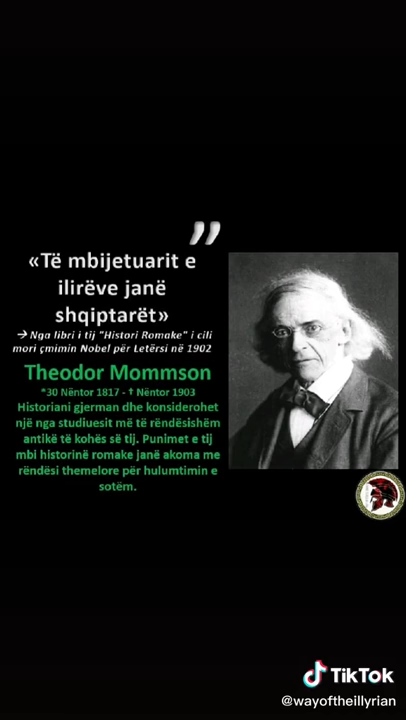 ”
«Të mbijetuarit e
ilirëve janë
shqiptarët»
→ Nga libri i tij "Histori Romake" i cili
mori çmimin Nobel për Letërsi në 1902
Theodor Mommson
*30 Nëntor 1817 - † Nëntor 1903
Historiani gjerman dhe konsiderohet
një nga studiuesit më të rëndësishëm
antikë të kohës së tij. Punimet e tij
mbi historinë romake janë akoma me
rëndësi themelore për hulumtimin e
sotëm.
TikTok
@wayoftheillyrian